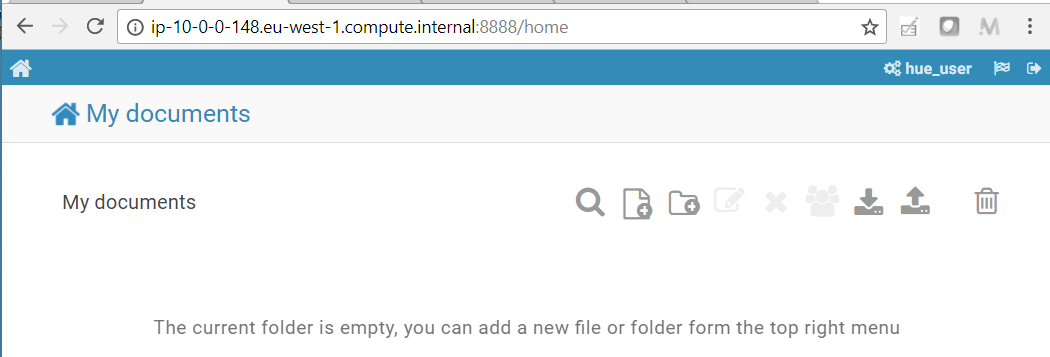 ip-10-0-0-148.eu-west-1.compute.internal:8888/home
hue_user
My documents
My documents
The current folder is empty, you can add a new file or folder form the top right menu